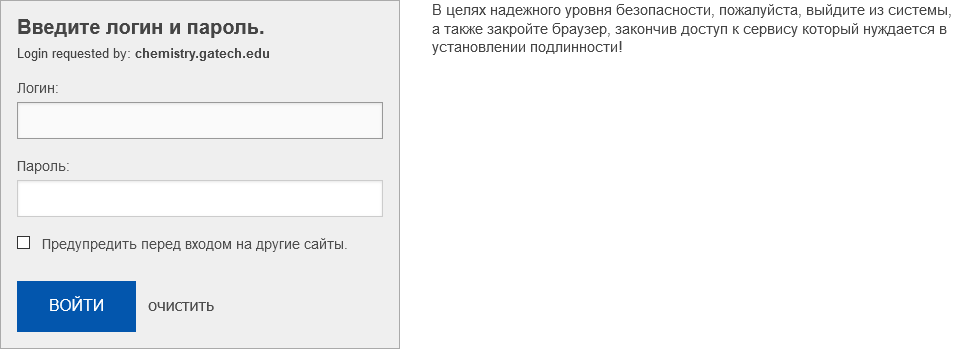 Введите логин и пароль.
Login requested by: chemistry.gatech.edu
Логин:
Пароль:
Предупредить перед входом на другие сайты.
ВОЙТИ очистить
В целях надежного уровня безопасности, пожалуйста, выйдите из системы,
а также закройте браузер, закончив доступ к сервису который нуждается в
установлении подлинности!